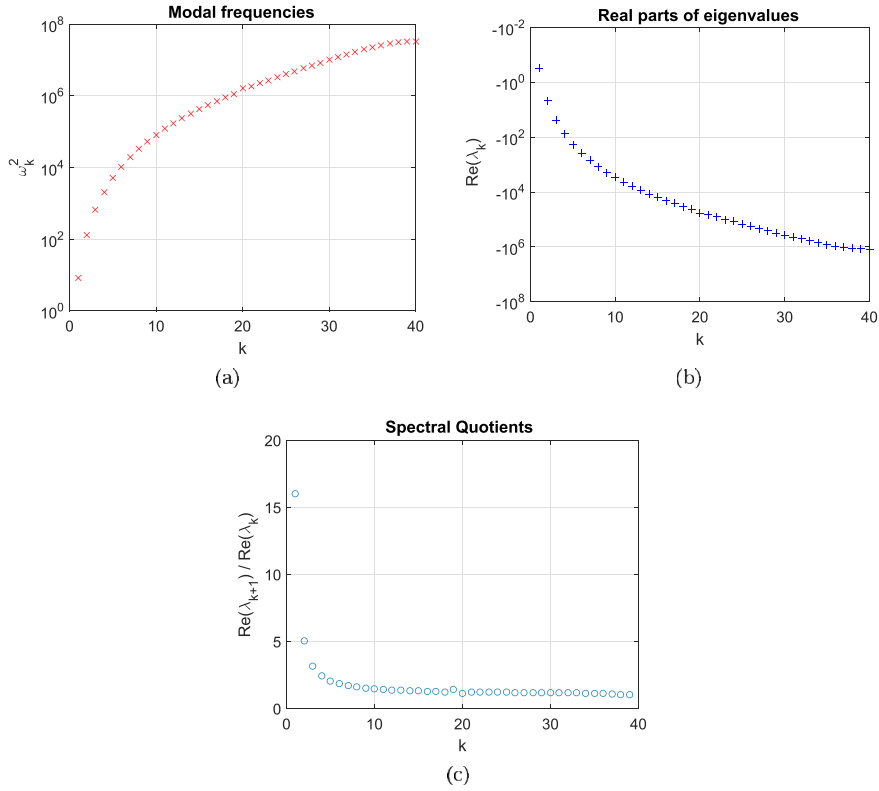 Modal frequencies
10^8
10^6
10^4
10^2
10^0
ω_k^2
0 10 20 30 40
k
(a)
Real parts of eigenvalues
-10^-2
-10^0
-10^2
-10^4
-10^6
-10^8
Re(λ_k)
0 10 20 30 40
k
(b)
Spectral Quotients
20
15
10
5
0
Re(λ_k+1) / Re(λ_k)
0 10 20 30 40
k
(c)